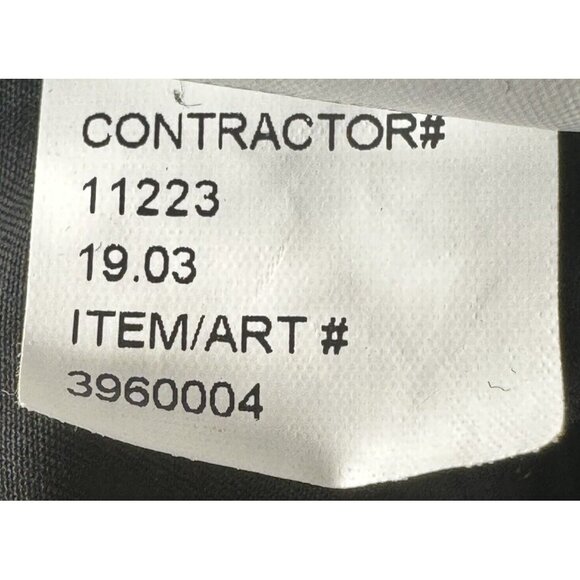 CONTRACTOR#
11223
19.03
ITEM/ART #
3960004